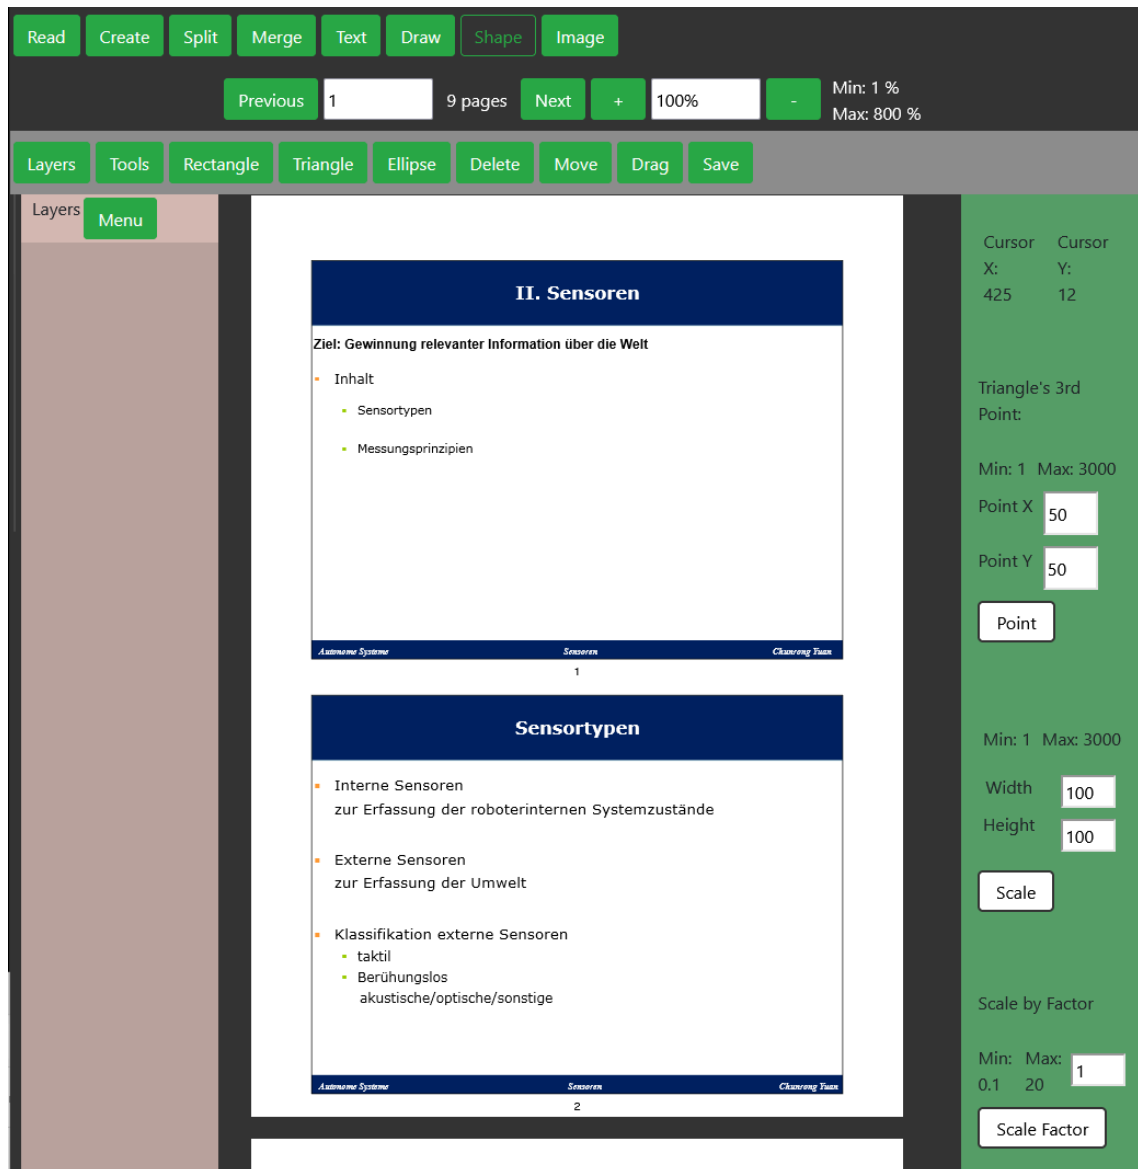 Read Create Split Merge Text Draw Shape Image
Previous 1 9 pages Next + 100% - Min: 1 %
Max: 800 %
Layers Tools Rectangle Triangle Ellipse Delete Move Drag Save
Layers Menu
II. Sensoren
Ziel: Gewinnung relevanter Information über die Welt
Inhalt
Sensortypen
Messungsprinzipien
Autonome Systeme Sensoren Chunrong Yuan
1
Sensortypen
Interne Sensoren
zur Erfassung der roboterinternen Systemzustände
Externe Sensoren
zur Erfassung der Umwelt
Klassifikation externe Sensoren
taktil
Berühungslos
akustische/optische/sonstige
Autonome Systeme Sensoren Chunrong Yuan
2
Cursor Cursor
X: Y:
425 12
Triangle's 3rd
Point:
Min: 1 Max: 3000
Point X 50
Point Y 50
Point
Min: 1 Max: 3000
Width 100
Height 100
Scale
Scale by Factor
Min: Max: 1
0.1 20
Scale Factor